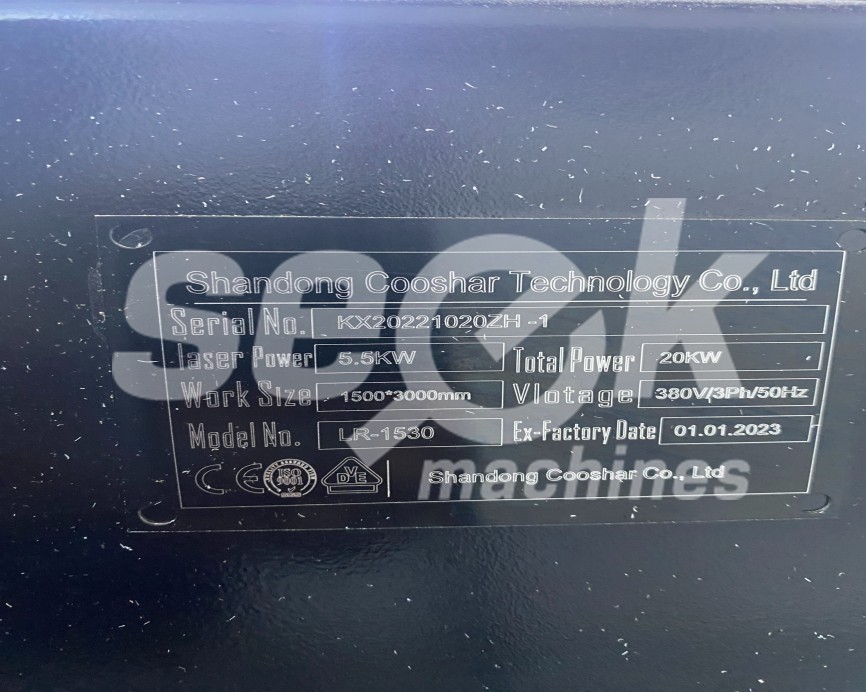 seek
machines
Shandong Cooshar Technology Co., Ltd
Serial No. KX20221020ZH -1
laser Power 5.5KW Total Power 20KW
Work Size 1500*3000mm Vlotage 380V/3Ph/50Hz
Model No. LR-1530 Ex-Factory Date 01.01.2023
CE ISO 9001 SGS VDE Shandong Cooshar Co., Ltd